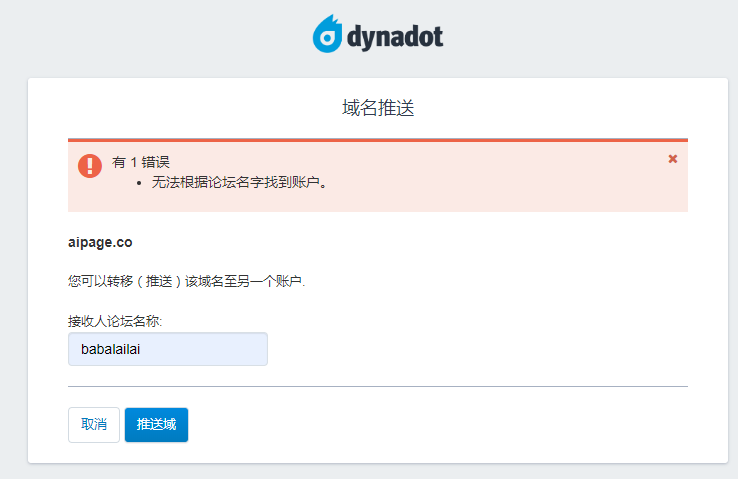 dynadot
域名推送
有 1 错误
无法根据论坛名字找到账户。
aipage.co
您可以转移（推送）该域名至另一个账户.
接收人论坛名称:
babalailai
取消 推送域